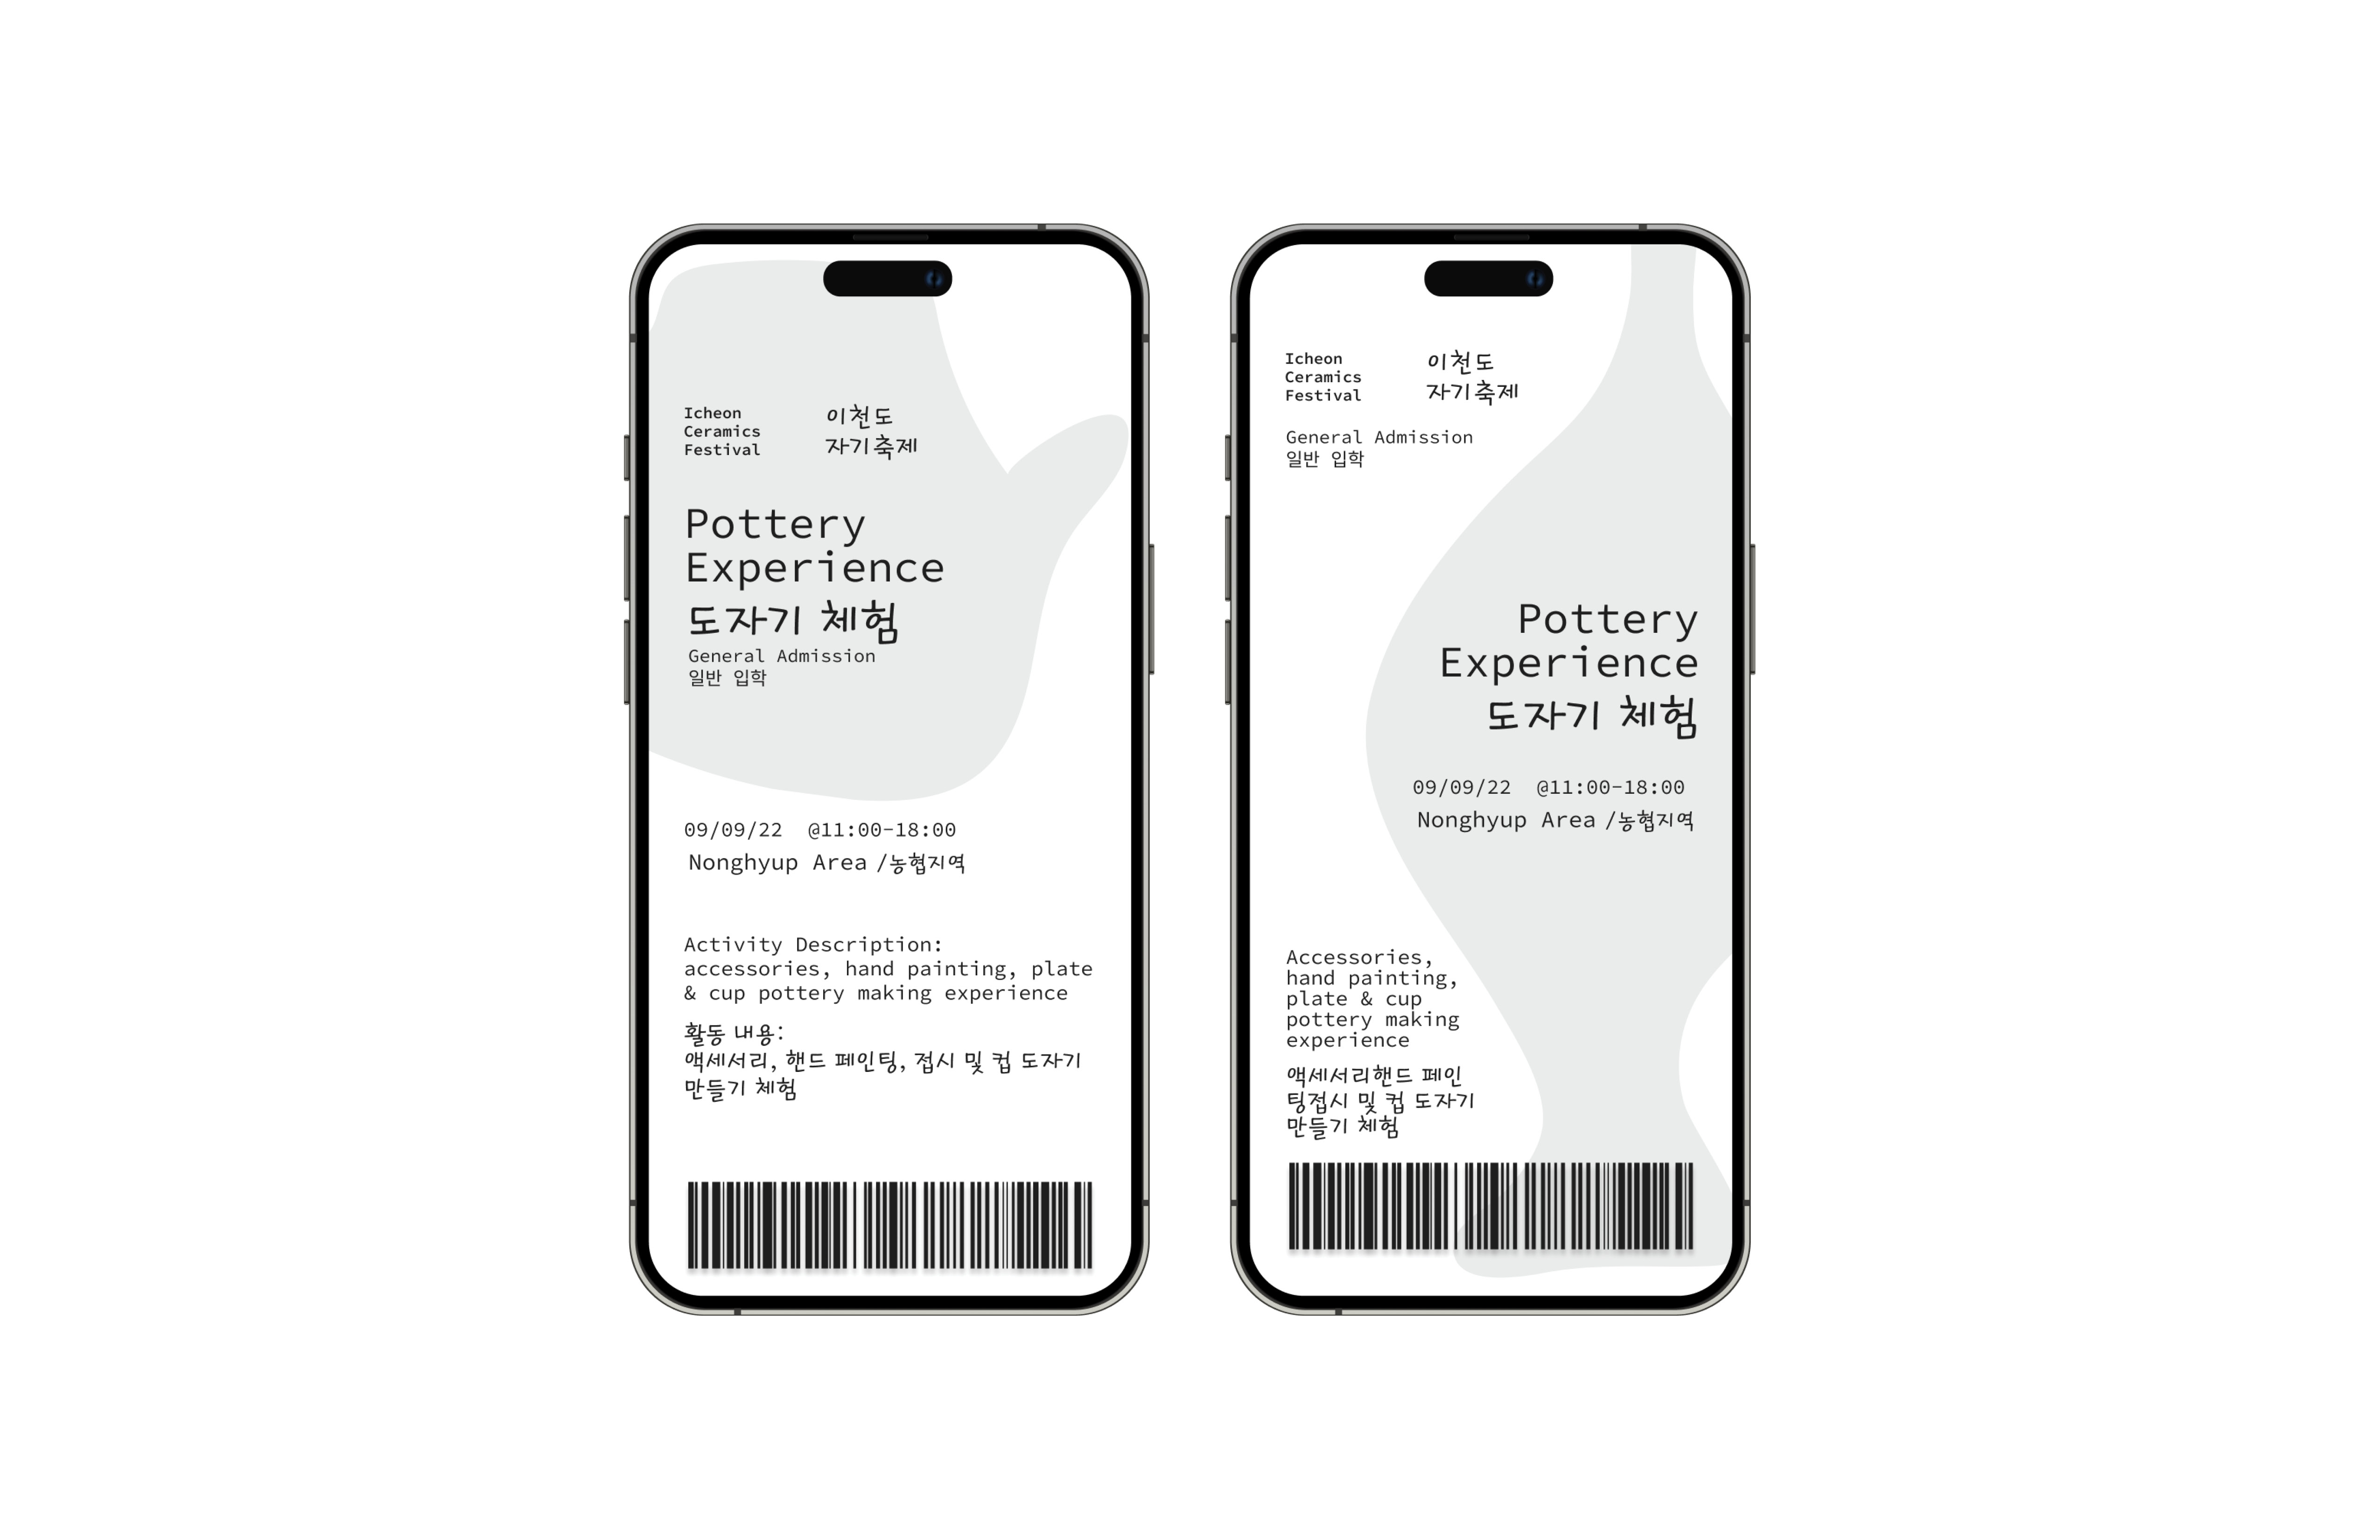 Icheon
Ceramics
Festival
이천도
자기축제
Pottery
Experience
도자기 체험
General Admission
일반 입학
09/09/22 @11:00-18:00
Nonghyup Area /농협지역
Activity Description:
accessories, hand painting, plate
& cup pottery making experience
활동 내용:
액세서리, 핸드 페인팅, 접시 및 컵 도자기
만들기 체험
Icheon
Ceramics
Festival
이천도
자기축제
General Admission
일반 입학
Pottery
Experience
도자기 체험
09/09/22 @11:00-18:00
Nonghyup Area /농협지역
Accessories,
hand painting,
plate & cup
pottery making
experience
액세서리핸드 페인
팅접시 및 컵 도자기
만들기 체험